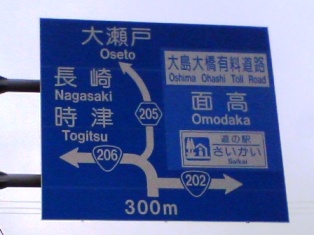 大瀬戸
Oseto
長崎
Nagasaki
時津
Togitsu
205
206
大島大橋有料道路
Oshima Ohashi Toll Road
面高
Omodaka
道の駅
さいかい
Saikai
202
300m